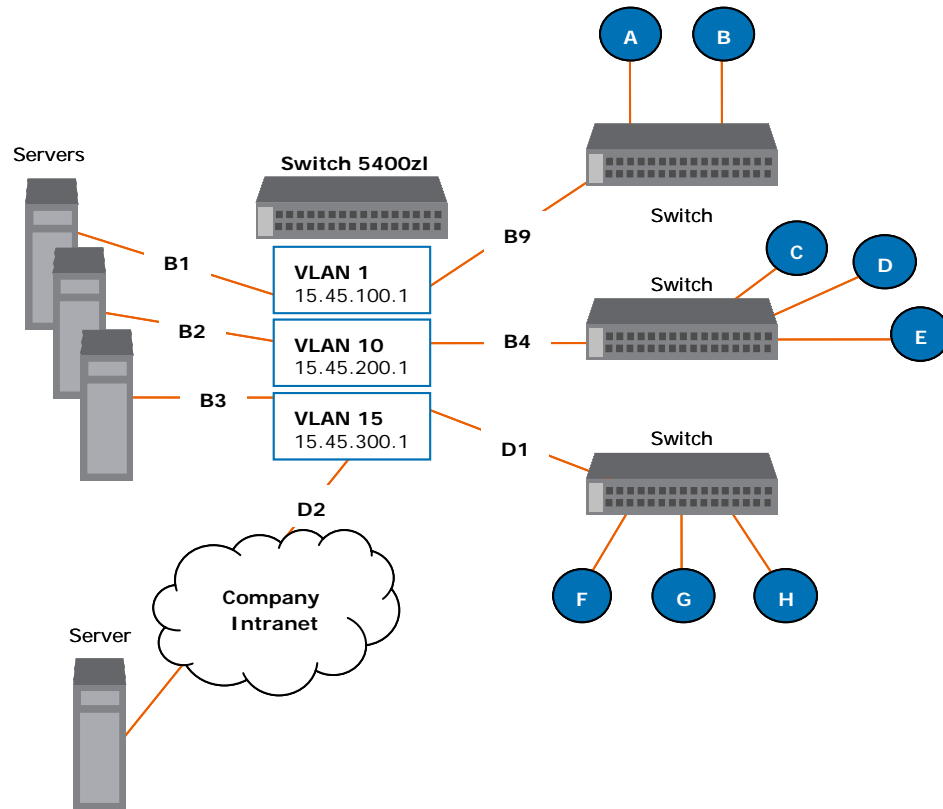 A
B
Servers
Switch 5400zl
Switch
B9
B1
VLAN 1
15.45.100.1
C
D
Switch
B2
VLAN 10
15.45.200.1
B4
E
B3
VLAN 15
15.45.300.1
D1
Switch
D2
Company
Intranet
F
G
H
Server